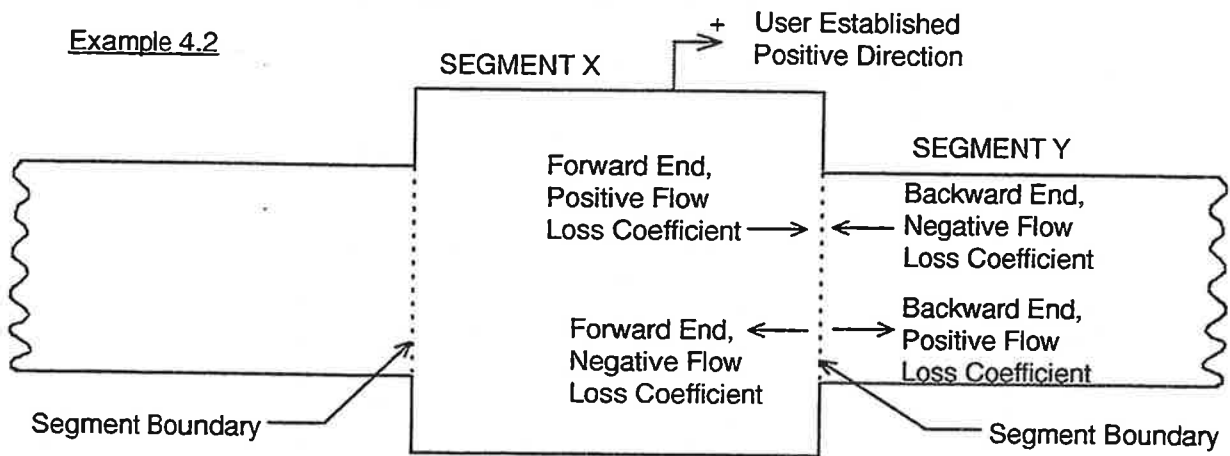 Example 4.2
+ User Established
Positive Direction
SEGMENT X
SEGMENT Y
Forward End,
Positive Flow
Loss Coefficient
Backward End,
Negative Flow
Loss Coefficient
Forward End,
Negative Flow
Loss Coefficient
Backward End,
Positive Flow
Loss Coefficient
Segment Boundary
Segment Boundary